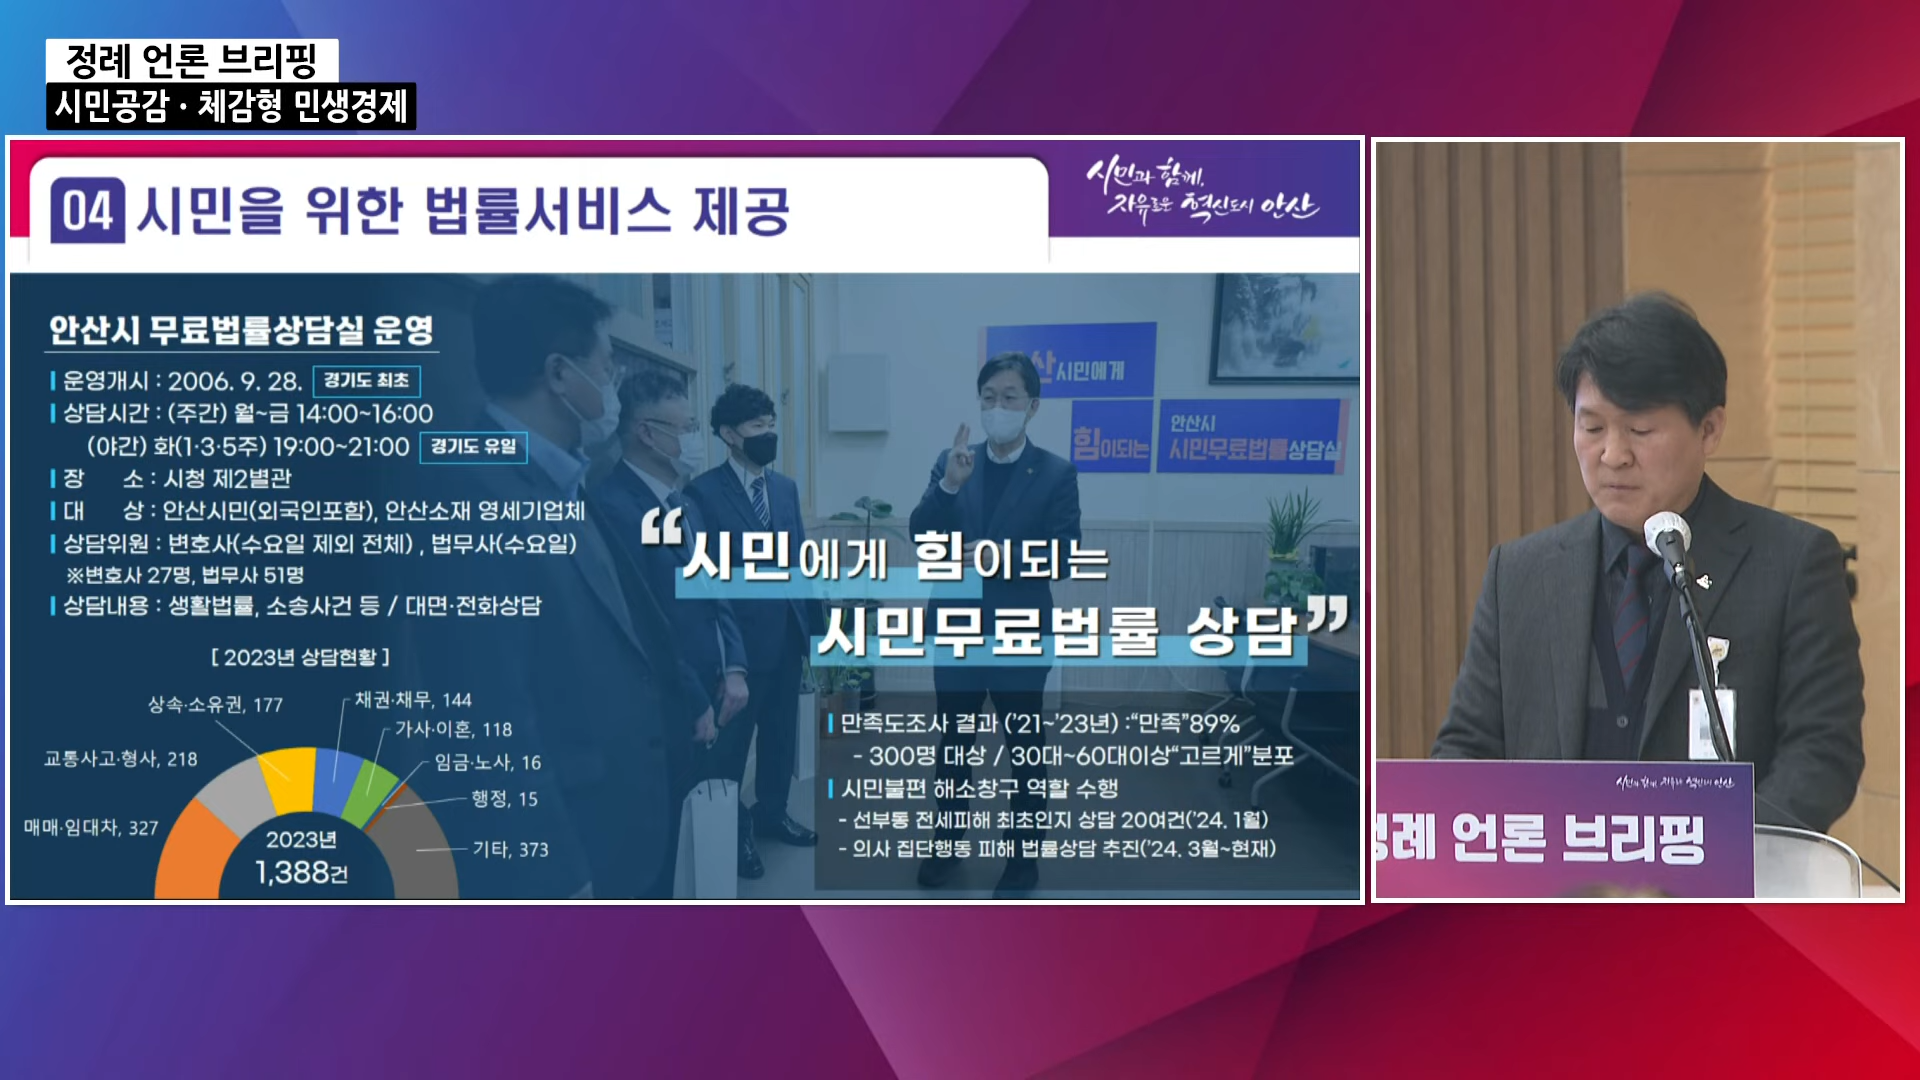 정례 언론 브리핑
시민공감 · 체감형 민생경제
04 시민을 위한 법률서비스 제공
시민과 함께,
자유로운 혁신도시 안산
안산시 무료법률상담실 운영
운영개시 : 2006. 9. 28. 경기도 최초
상담시간 : (주간) 월~금 14:00~16:00
(야간) 화(1·3·5주) 19:00~21:00 경기도 유일
장 소 : 시청 제2별관
대 상 : 안산시민(외국인포함), 안산소재 영세기업체
상담위원 : 변호사(수요일 제외 전체) , 법무사(수요일)
※변호사 27명, 법무사 51명
상담내용 : 생활법률, 소송사건 등 / 대면·전화상담
[ 2023년 상담현황 ]
상속·소유권, 177
채권·채무, 144
가사·이혼, 118
교통사고·형사, 218
임금·노사, 16
행정, 15
매매·임대차, 327
기타, 373
2023년
1,388건
산시민에게
힘이되는
안산시
시민무료법률상담실
“시민에게 힘이되는
시민무료법률 상담”
만족도조사 결과 (’21~’23년) :“만족”89%
- 300명 대상 / 30대~60대이상“고르게”분포
시민불편 해소창구 역할 수행
- 선부동 전세피해 최초인지 상담 20여건(’24. 1월)
- 의사 집단행동 피해 법률상담 추진(’24. 3월~현재)
시민과 함께, 자유로운 혁신도시 안산
정례 언론 브리핑